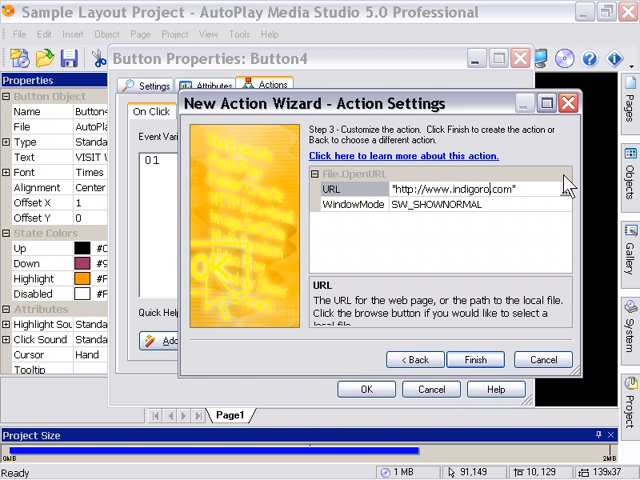 Sample Layout Project - AutoPlay Media Studio 5.0 Professional
File Edit Insert Object Page Project View Tools Help
Button Properties: Button4
Properties
Settings Attributes Actions
New Action Wizard - Action Settings
On Click
Button Object
Name Button4
File AutoPla
Type Standa
Text VISIT W
Font Times
Alignment Center
Offset X 1
Offset Y 0
State Colors
Up #0
Down #9
Highlight #F
Disabled #F
Attributes
Highlight Sou Standa
Click Sound Standa
Cursor Hand
Tooltip
Event Vari
01
Quick Help
Add
Step 3 - Customize the action. Click Finish to create the action or
Back to choose a different action.
Click here to learn more about this action.
File.OpenURL
URL "http://www.indigoro.com"
WindowMode SW_SHOWNORMAL
URL
The URL for the web page, or the path to the local file.
Click the browse button if you would like to select a
local file.
OK
< Back Finish Cancel
OK Cancel Help
Pages
Objects
Gallery
System
Project
Page1
Project Size
0MB 2MB
Ready 1 MB 91,149 10, 129 139x37